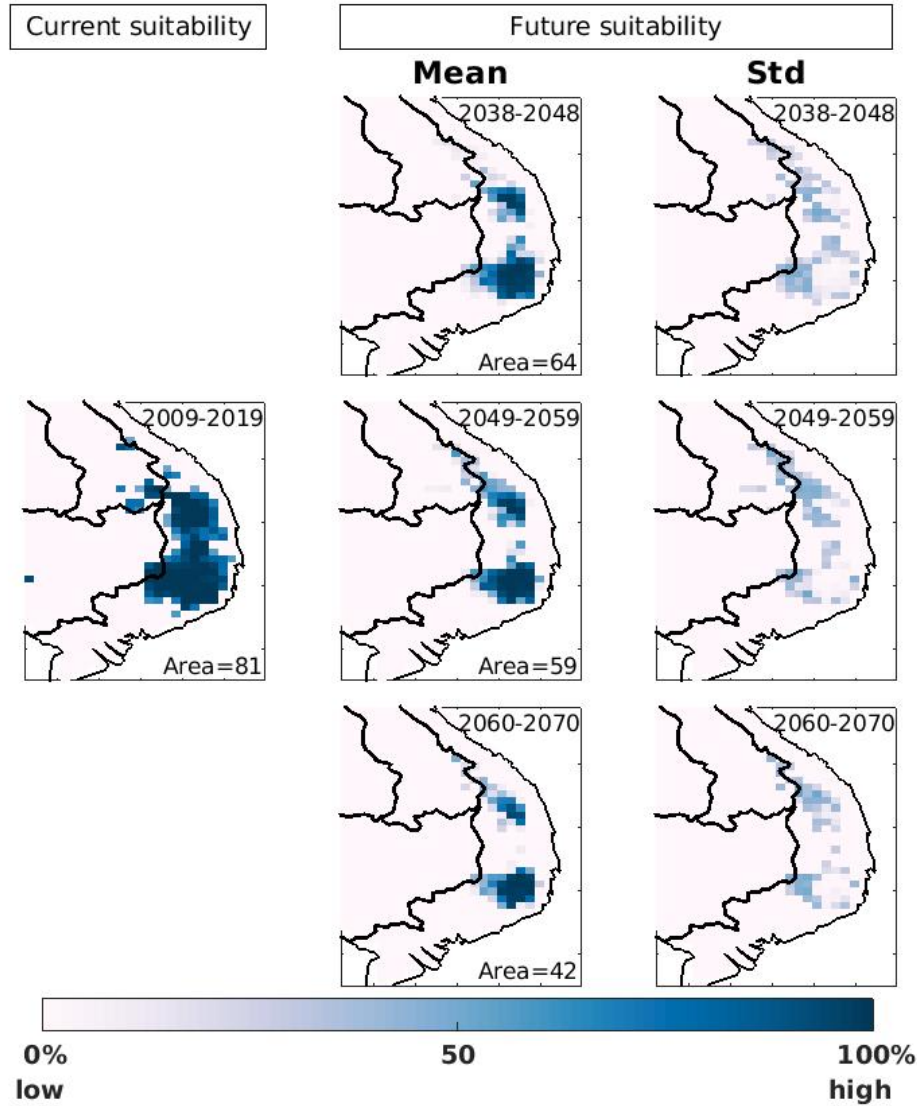 Current suitability
Future suitability
Mean
Std
2038-2048
2038-2048
Area=64
2009-2019
2049-2059
2049-2059
Area=81
Area=59
2060-2070
2060-2070
Area=42
0%
50
100%
low
high